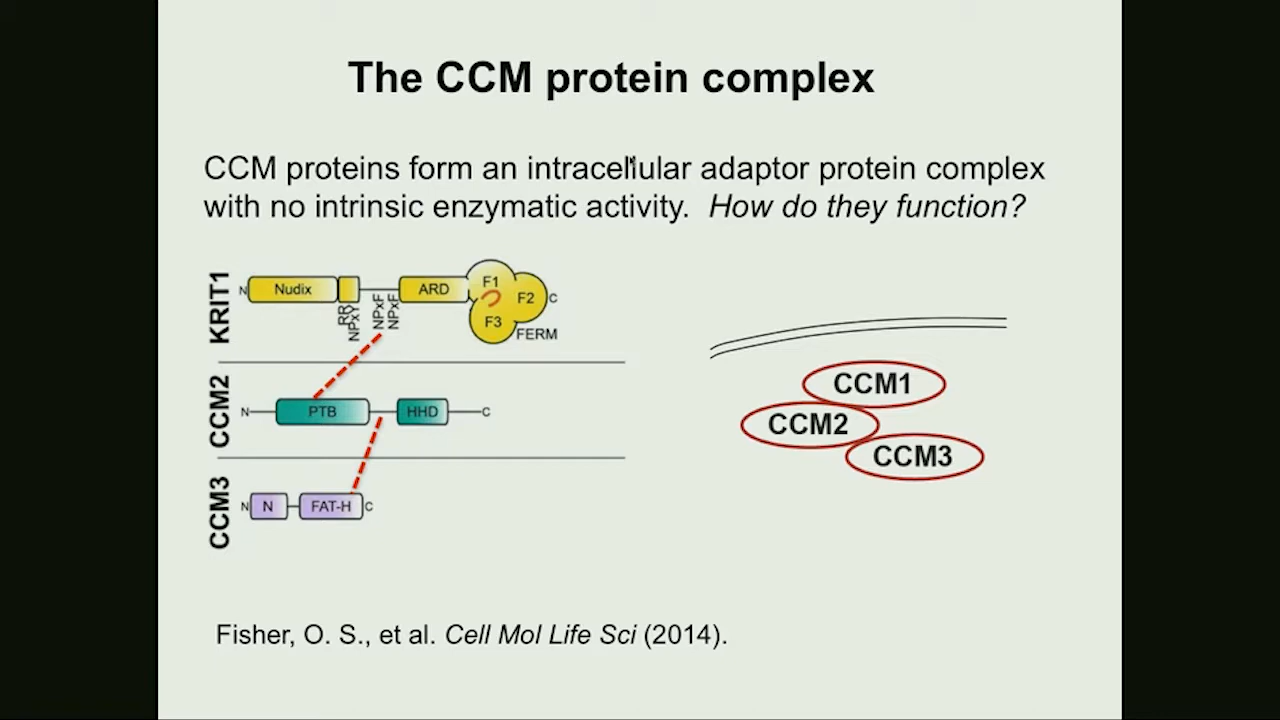 The CCM protein complex
CCM proteins form an intracellular adaptor protein complex
with no intrinsic enzymatic activity. How do they function?
KRIT1
N
Nudix
NPxF
NPxF
ARD
F1
F2
F3
C
FERM
CCM2
N
PTB
HHD
C
CCM3
N
N
FAT-H
C
CCM1
CCM2
CCM3
Fisher, O. S., et al. Cell Mol Life Sci (2014).